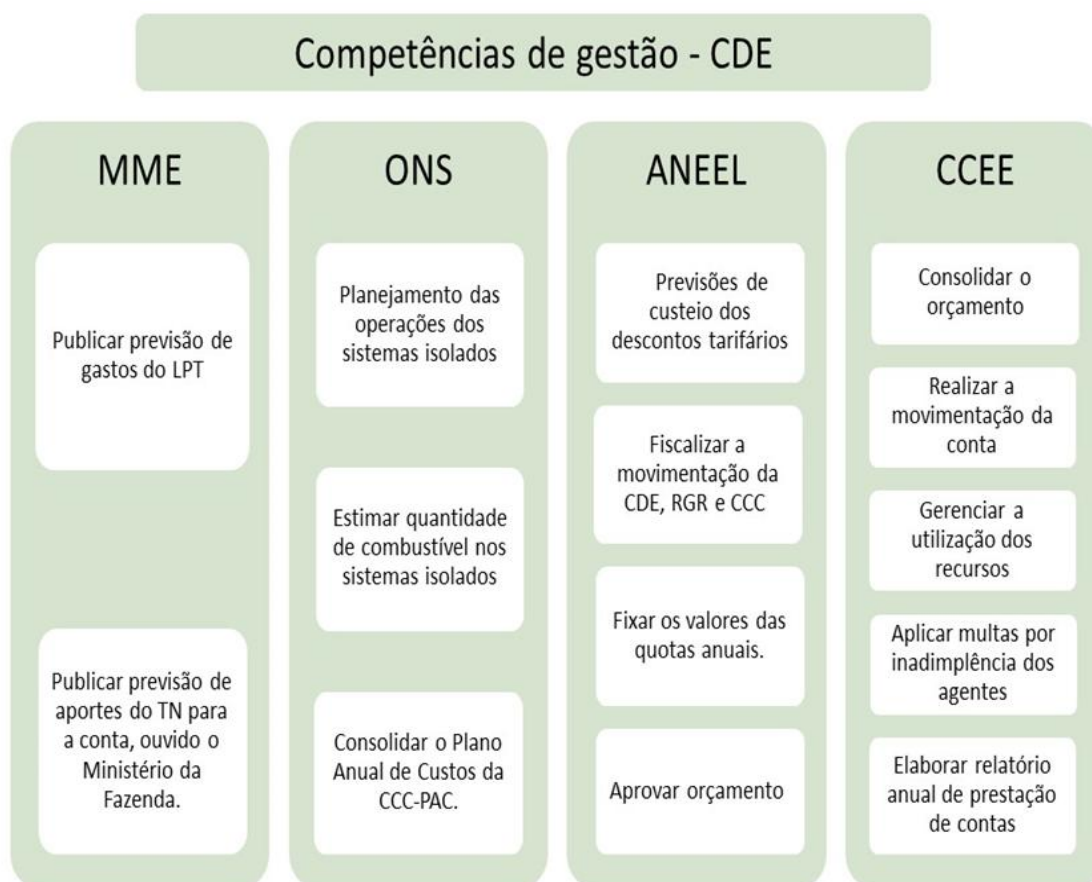 Competências de gestão - CDE
MME
Publicar previsão de
gastos do LPT
Publicar previsão de
aportes do TN para
a conta, ouvido o
Ministério da
Fazenda.
ONS
Planejamento das
operações dos
sistemas isolados
Estimar quantidade
de combustível nos
sistemas isolados
Consolidar o Plano
Anual de Custos da
CCC-PAC.
ANEEL
Previsões de
custeio dos
descontos tarifários
Fiscalizar a
movimentação da
CDE, RGR e CCC
Fixar os valores das
quotas anuais.
Aprovar orçamento
CCEE
Consolidar o
orçamento
Realizar a
movimentação da
conta
Gerenciar a
utilização dos
recursos
Aplicar multas por
inadimplência dos
agentes
Elaborar relatório
anual de prestação
de contas